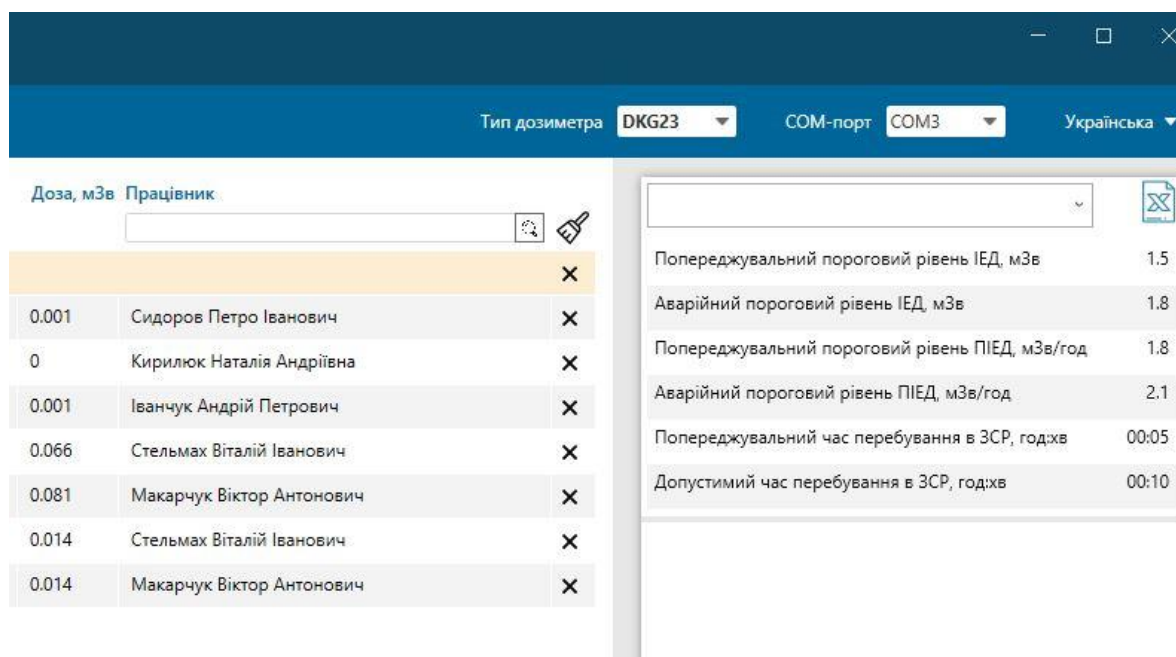 Тип дозиметра DKG23 COM-порт COM3 Українська
Доза, мЗв Працівник
0.001 Сидоров Петро Іванович
0 Кирилюк Наталія Андріївна
0.001 Іванчук Андрій Петрович
0.066 Стельмах Віталій Іванович
0.081 Макарчук Віктор Антонович
0.014 Стельмах Віталій Іванович
0.014 Макарчук Віктор Антонович
Попереджувальний пороговий рівень ІЕД, мЗв 1.5
Аварійний пороговий рівень ІЕД, мЗв 1.8
Попереджувальний пороговий рівень ПІЕД, мЗв/год 1.8
Аварійний пороговий рівень ПІЕД, мЗв/год 2.1
Попереджувальний час перебування в ЗСР, год:хв 00:05
Допустимий час перебування в ЗСР, год:хв 00:10